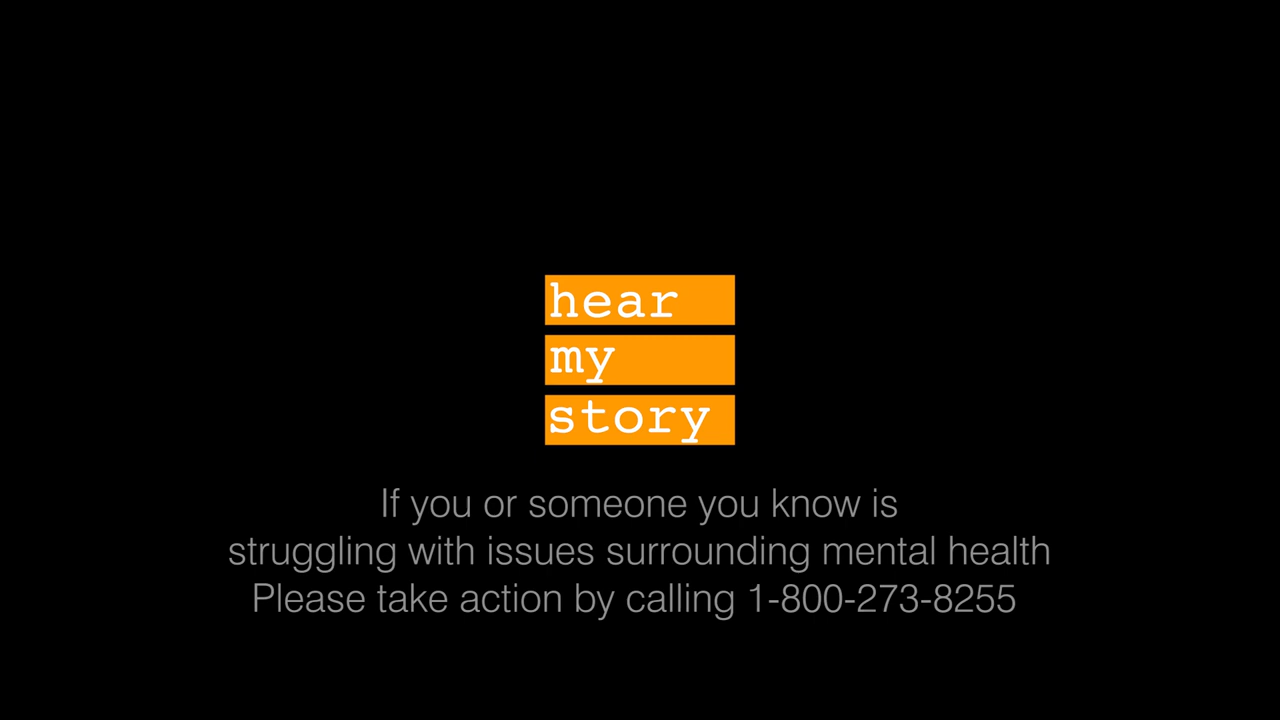 hear
my
story
If you or someone you know is
struggling with issues surrounding mental health
Please take action by calling 1-800-273-8255